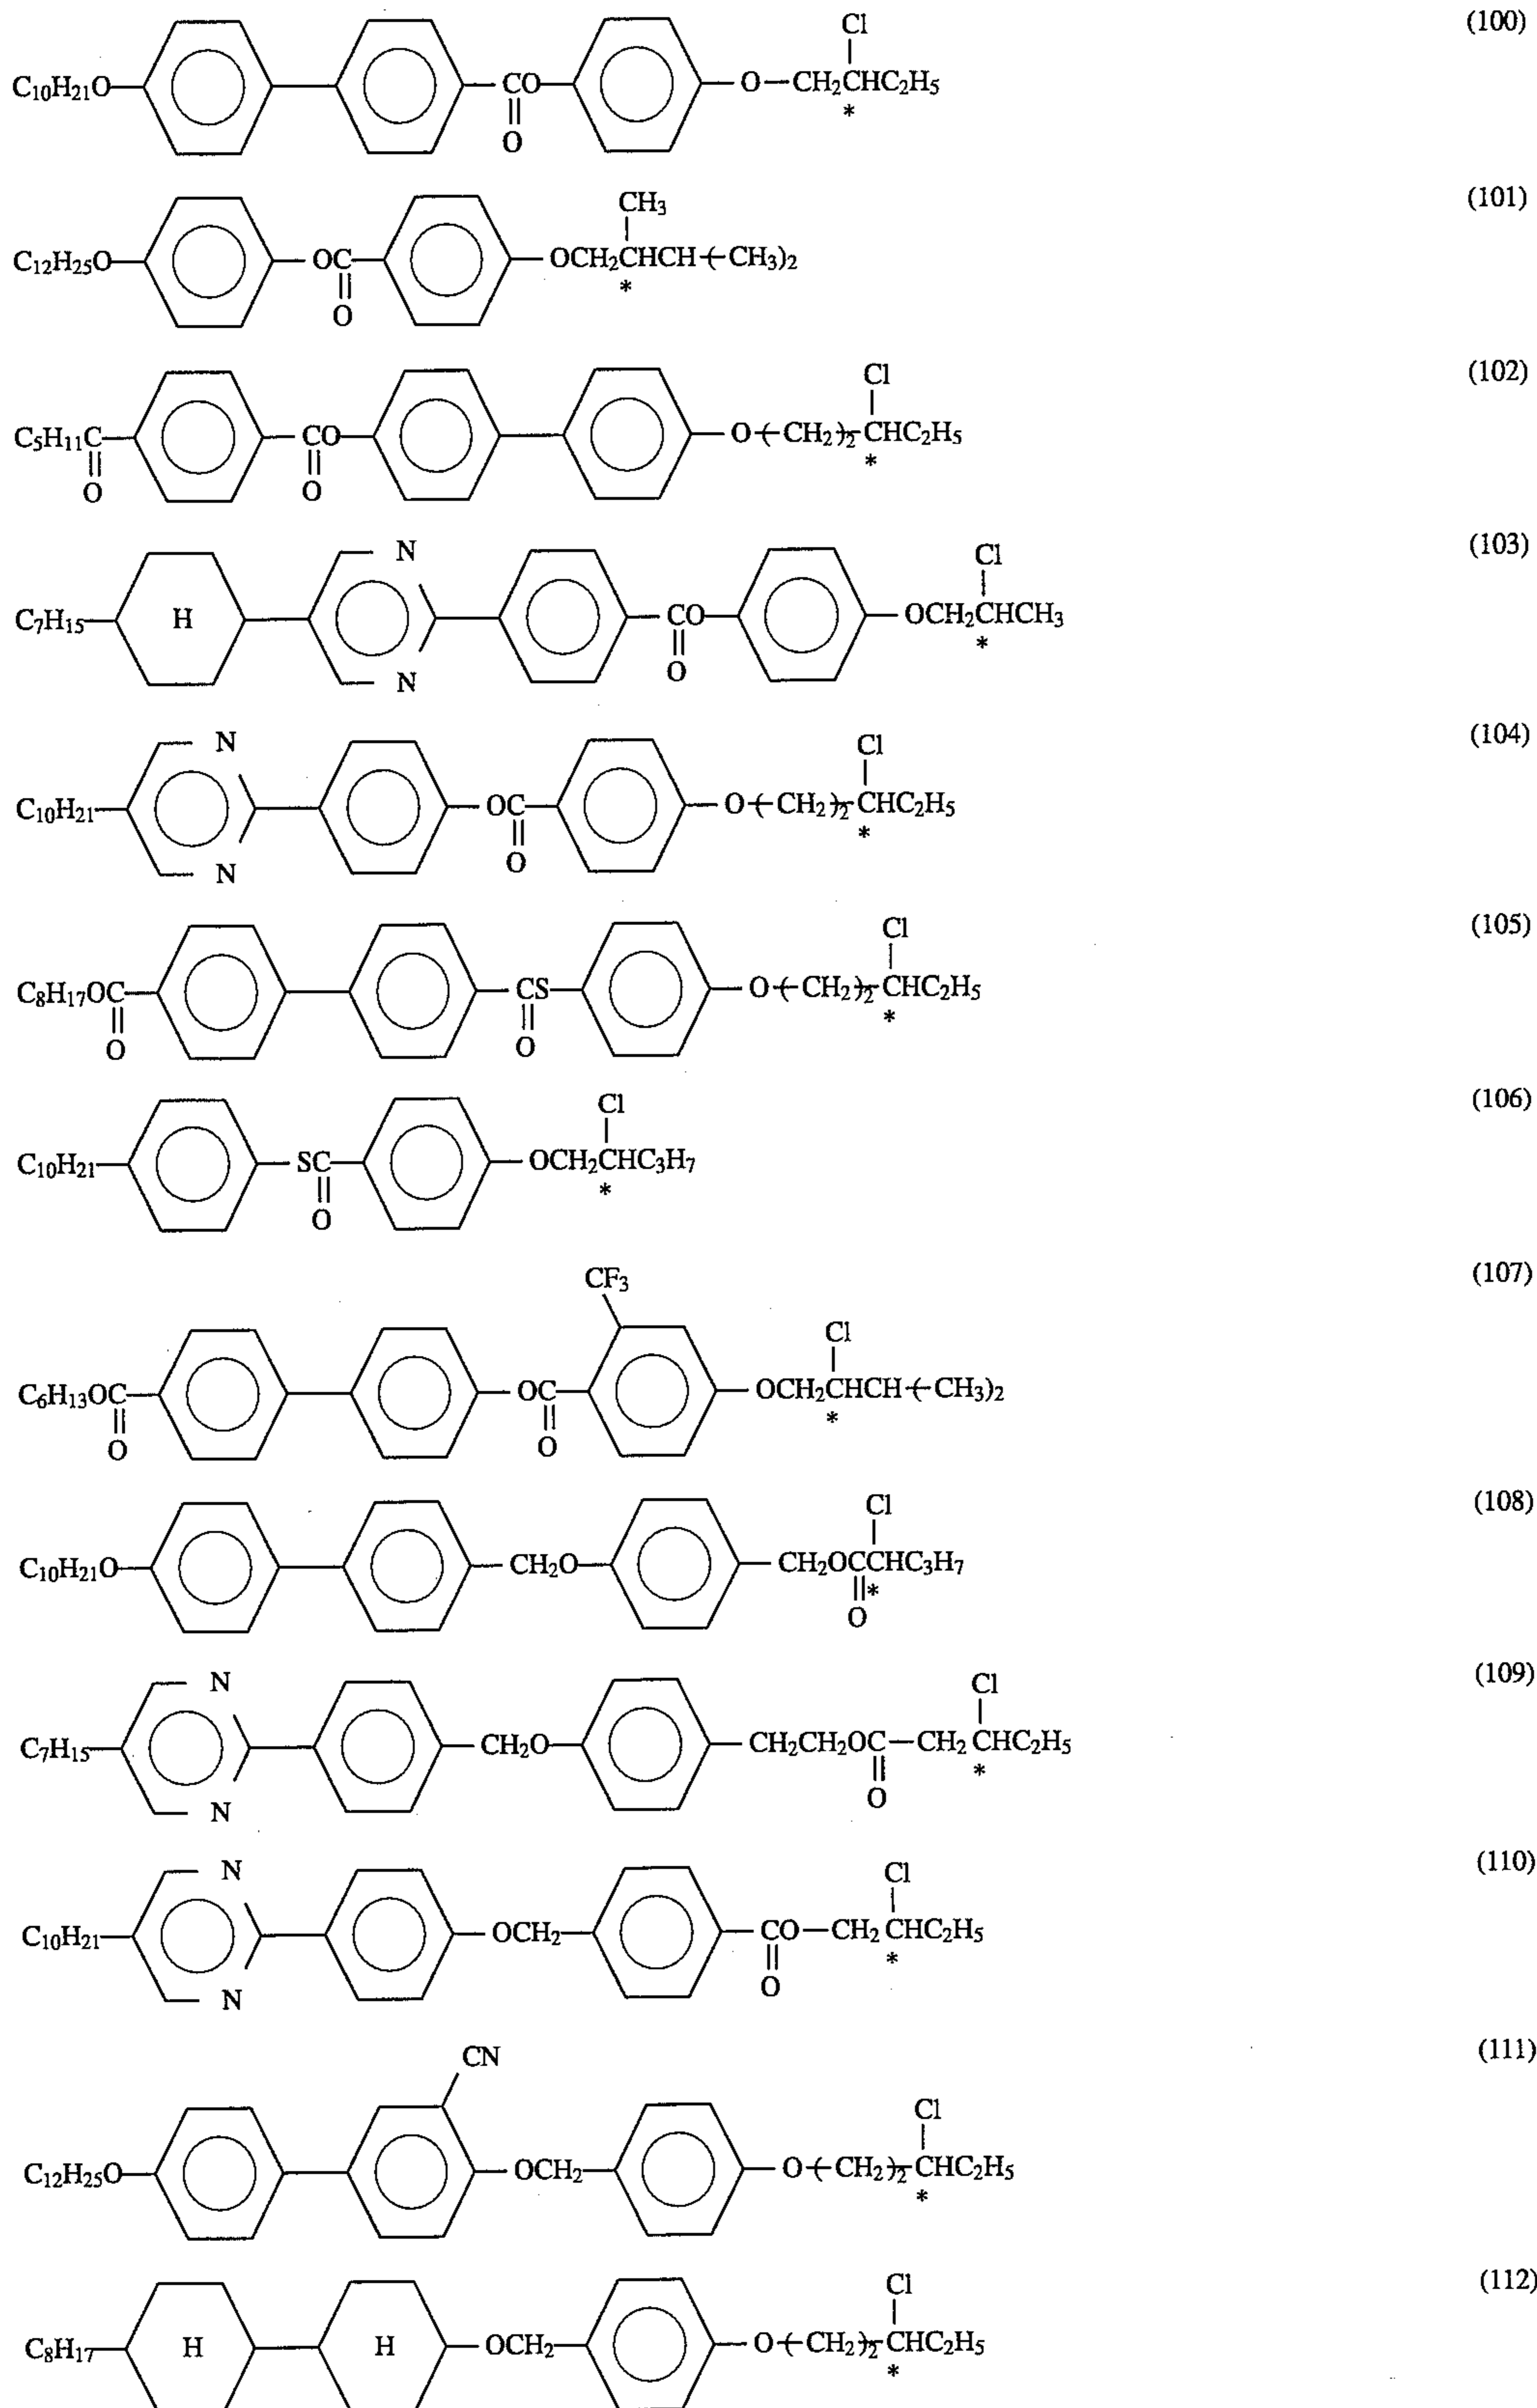 Cl (100)
C10H21O CO O—CH2CHC2H5
O *
CH3 (101)
C12H25O OC OCH2CHCH(CH3)2
O *
Cl (102)
C5H11C CO O(CH2)2CHC2H5
O O *
N Cl (103)
C7H15 H CO OCH2CHCH3
N O *
N Cl (104)
C10H21 OC O(CH2)2CHC2H5
N O *
Cl (105)
C8H17OC CS O(CH2)2CHC2H5
O O *
Cl (106)
C10H21 SC OCH2CHC3H7
O *
CF3 (107)
Cl
C6H13OC OC OCH2CHCH(CH3)2
O O *
Cl (108)
C10H21O CH2O CH2OCCHC3H7
*
O
N Cl (109)
C7H15 CH2O CH2CH2OC—CH2CHC2H5
N O *
N Cl (110)
C10H21 OCH2 CO—CH2CHC2H5
N O *
CN (111)
Cl
C12H25O OCH2 O(CH2)2CHC2H5
*
Cl (112)
C8H17 H H OCH2 O(CH2)2CHC2H5
*